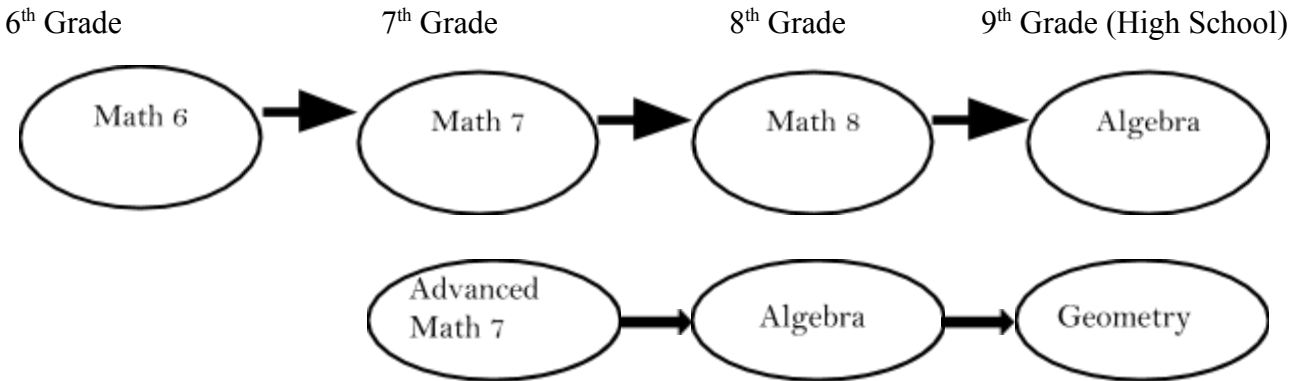 6th Grade 7th Grade 8th Grade 9th Grade (High School)
Math 6 Math 7 Math 8 Algebra
Advanced
Math 7 Algebra Geometry